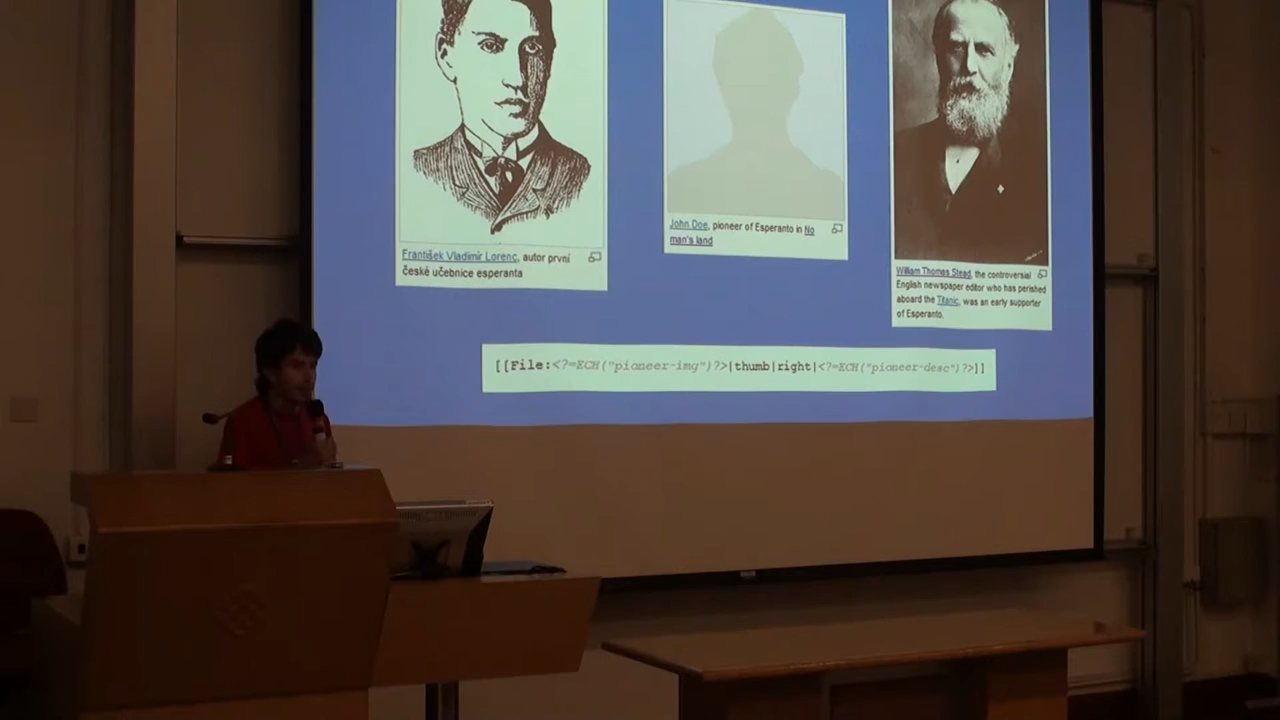 František Vladimír Lorenc, autor první
české učebnice esperanta
John Doe, pioneer of Esperanto in No
man's land
William Thomas Stead, the controversial
English newspaper editor who has perished
aboard the Titanic, was an early supporter
of Esperanto.
[[File:<?=ECH("pioneer-img")?>|thumb|right|<?=ECH("pioneer-desc")?>]]